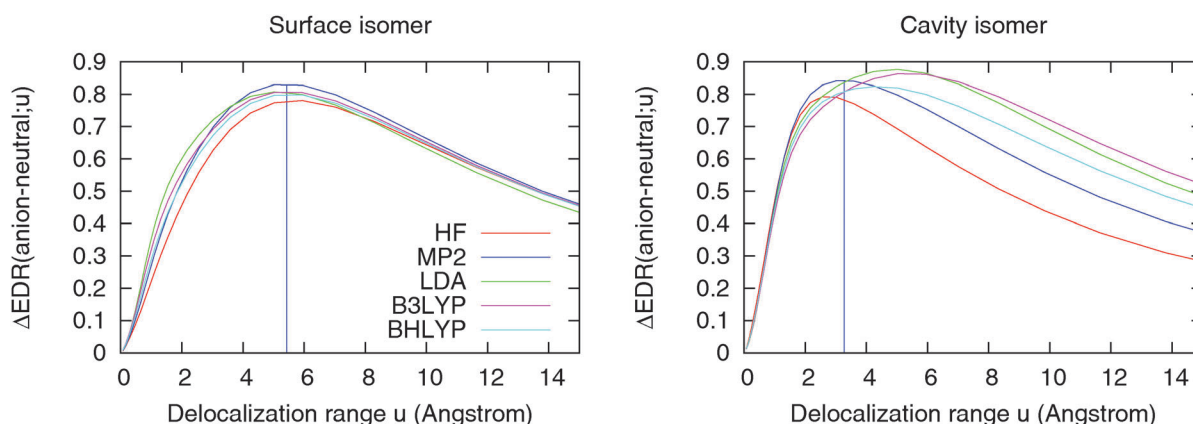 Surface isomer
ΔEDR(anion-neutral;u)
0.9
0.8
0.7
0.6
0.5
0.4
0.3
0.2
0.1
0
0 2 4 6 8 10 12 14
Delocalization range u (Angstrom)
HF
MP2
LDA
B3LYP
BHLYP
Cavity isomer
ΔEDR(anion-neutral;u)
0.9
0.8
0.7
0.6
0.5
0.4
0.3
0.2
0.1
0
0 2 4 6 8 10 12 14
Delocalization range u (Angstrom)